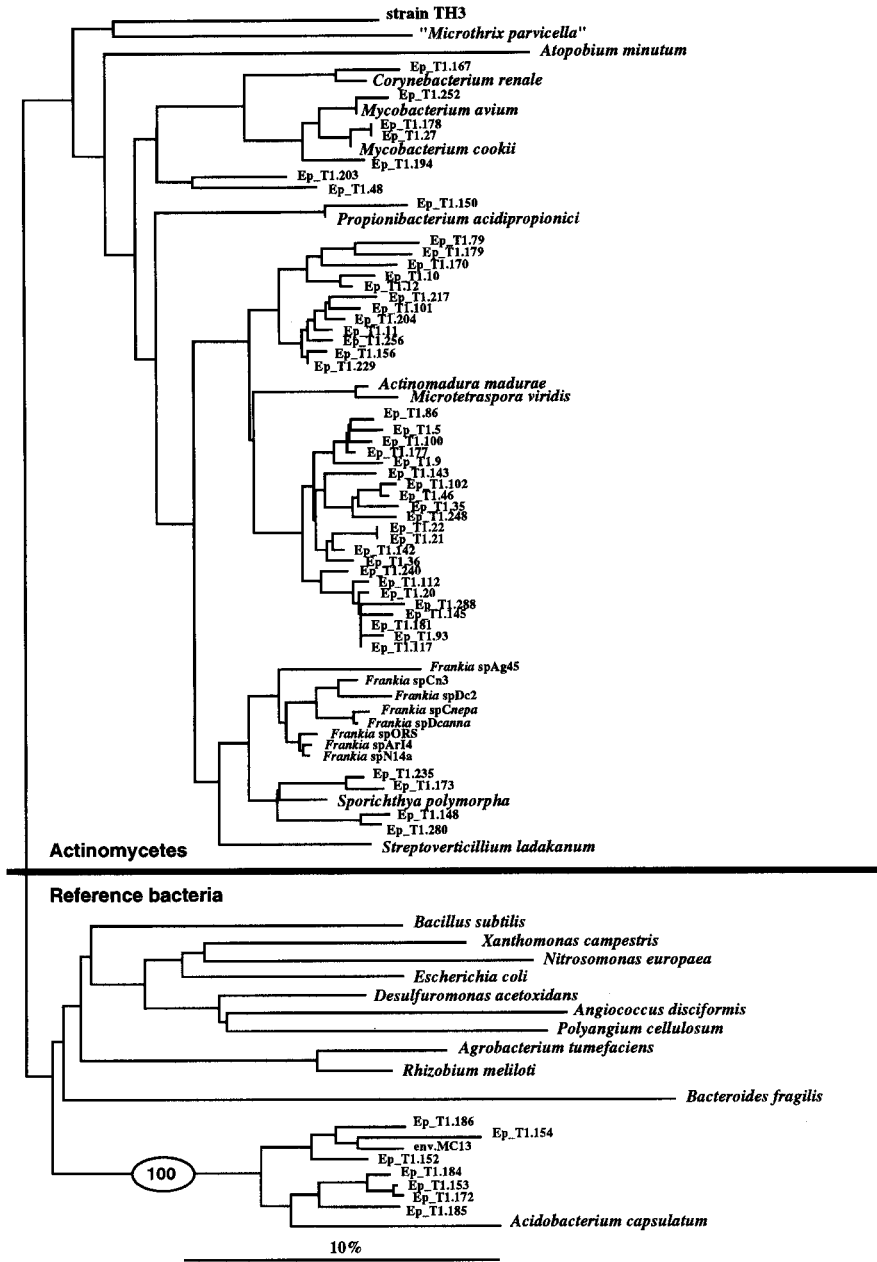 strain TH3
"Microthrix parvicella"
Atopobium minutum
Ep_T1.167
Corynebacterium renale
Ep_T1.252
Mycobacterium avium
Ep_T1.178
Ep_T1.27
Mycobacterium cookii
Ep_T1.194
Ep_T1.203
Ep_T1.48
Ep_T1.150
Propionibacterium acidipropionici
Ep_T1.79
Ep_T1.179
Ep_T1.170
Ep_T1.10
Ep_T1.12
Ep_T1.217
Ep_T1.101
Ep_T1.204
Ep_T1.11
Ep_T1.256
Ep_T1.156
Ep_T1.229
Actinomadura madurae
Microtetraspora viridis
Ep_T1.86
Ep_T1.5
Ep_T1.100
Ep_T1.177
Ep_T1.9
Ep_T1.143
Ep_T1.102
Ep_T1.46
Ep_T1.35
Ep_T1.248
Ep_T1.22
Ep_T1.21
Ep_T1.142
Ep_T1.36
Ep_T1.240
Ep_T1.112
Ep_T1.20
Ep_T1.288
Ep_T1.145
Ep_T1.181
Ep_T1.93
Ep_T1.117
Frankia spAg45
Frankia spCn3
Frankia spDc2
Frankia spCnepa
Frankia spDcanna
Frankia spORS
Frankia spArI4
Frankia spN14a
Ep_T1.235
Ep_T1.173
Sporichthya polymorpha
Ep_T1.148
Ep_T1.280
Streptoverticillium ladakanum
Actinomycetes
Reference bacteria
Bacillus subtilis
Xanthomonas campestris
Nitrosomonas europaea
Escherichia coli
Desulfuromonas acetoxidans
Angiococcus disciformis
Polyangium cellulosum
Agrobacterium tumefaciens
Rhizobium meliloti
Bacteroides fragilis
Ep_T1.186
Ep_T1.154
env.MC13
Ep_T1.152
100
Ep_T1.184
Ep_T1.153
Ep_T1.172
Ep_T1.185
Acidobacterium capsulatum
10%